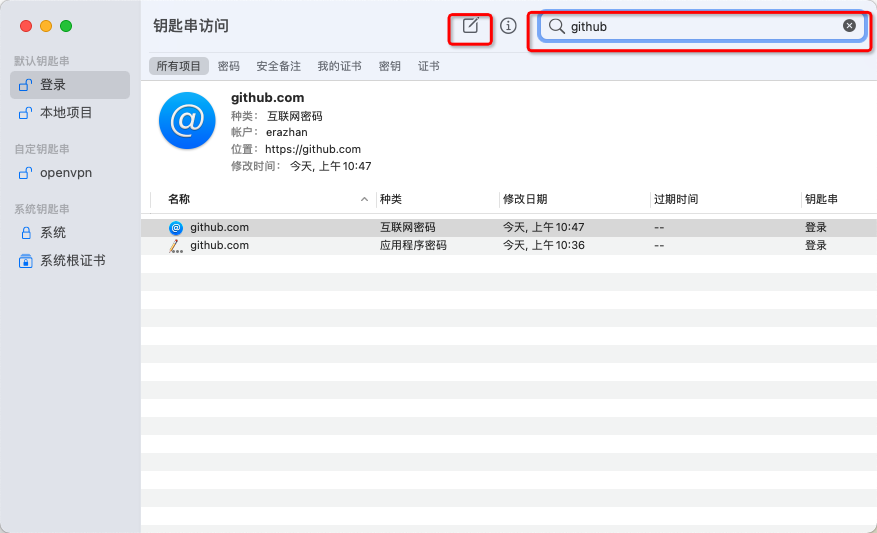 钥匙串访问
github
默认钥匙串
登录
本地项目
自定钥匙串
openvpn
系统钥匙串
系统
系统根证书
所有项目 密码 安全备注 我的证书 密钥 证书
github.com
种类： 互联网密码
帐户： erazhan
位置： https://github.com
修改时间： 今天, 上午10:47
名称 种类 修改日期 过期时间 钥匙串
github.com 互联网密码 今天, 上午10:47 -- 登录
github.com 应用程序密码 今天, 上午10:36 -- 登录